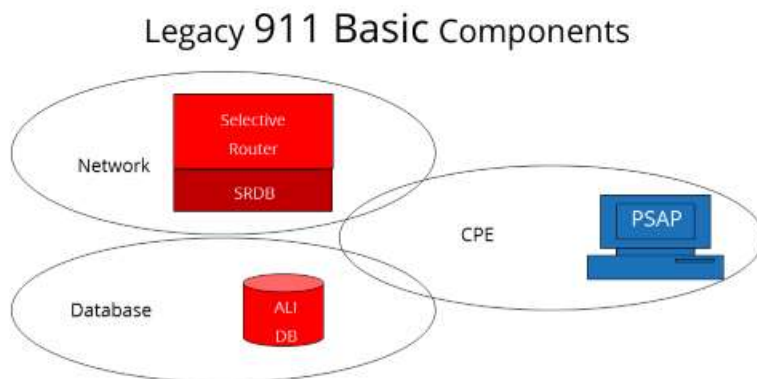 Legacy 911 Basic Components
Selective
Router
Network
SRDB
PSAP
CPE
Database
ALI
DB